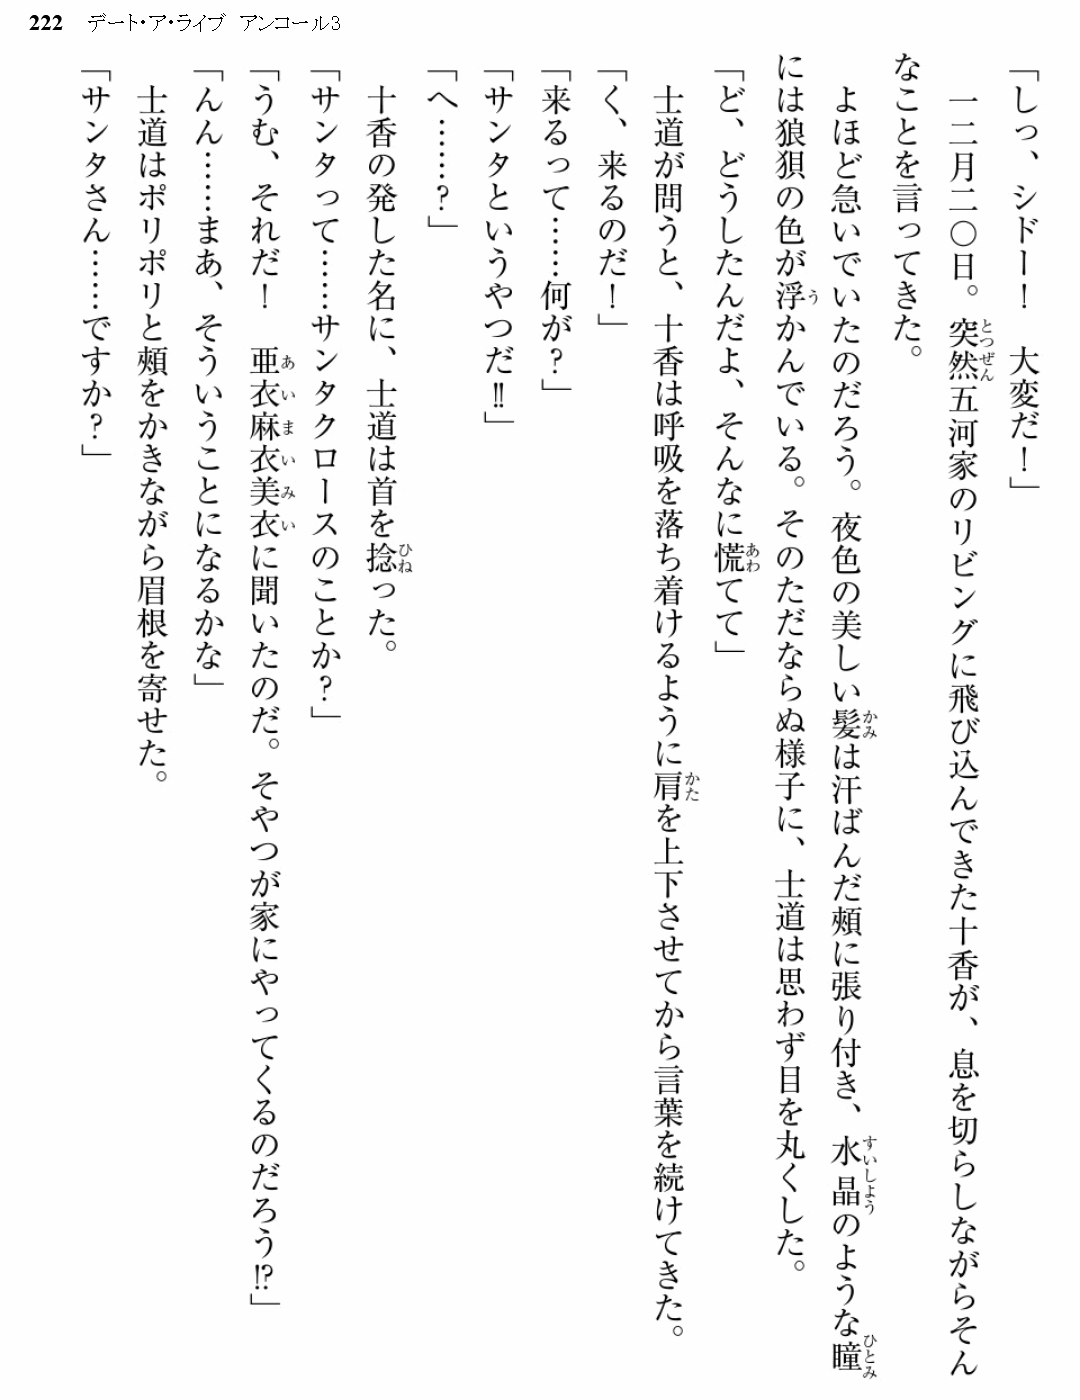 222 デート・ア・ライブ アンコール3
「しっ、シドー！　大変だ！」
　一二月二〇日。突然五河家のリビングに飛び込んできた十香が、息を切らしながらそん
なことを言ってきた。
　よほど急いでいたのだろう。夜色の美しい髪は汗ばんだ頬に張り付き、水晶のような瞳
には狼狽の色が浮かんでいる。そのただならぬ様子に、士道は思わず目を丸くした。
「ど、どうしたんだよ、そんなに慌てて」
　士道が問うと、十香は呼吸を落ち着けるように肩を上下させてから言葉を続けてきた。
「く、来るのだ！」
「来るって……何が？」
「サンタというやつだ‼」
「へ……？」
　十香の発した名に、士道は首を捻った。
「サンタって……サンタクロースのことか？」
「うむ、それだ！　亜衣麻衣美衣に聞いたのだ。そやつが家にやってくるのだろう⁉」
「んん……まあ、そういうことになるかな」
　士道はポリポリと頬をかきながら眉根を寄せた。
「サンタさん……ですか？」